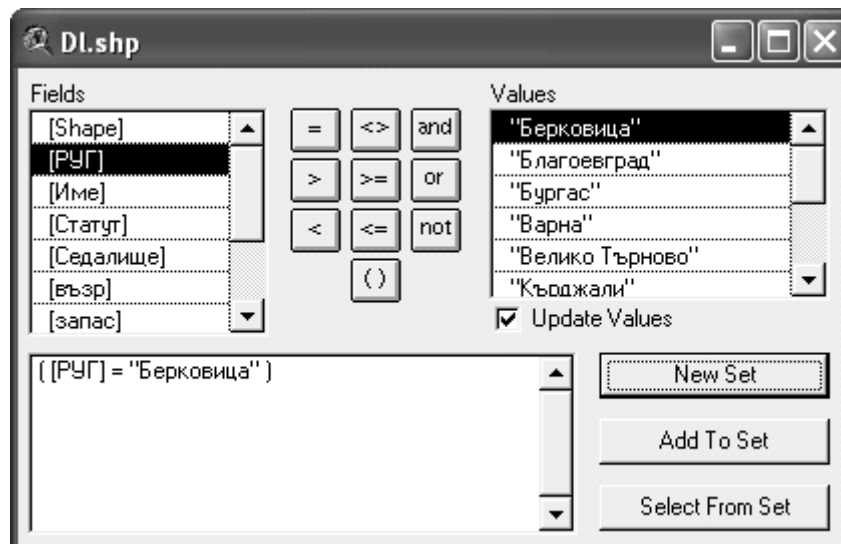 Dl.shp
Fields
Values
[Shape]
[РУГ]
[Име]
[Статут]
[Седалище]
[възр]
[запас]
= <> and
> >= or
< <= not
()
"Берковица"
"Благоевград"
"Бургас"
"Варна"
"Велико Търново"
"Кърджали"
Update Values
( [РУГ] = "Берковица" )
New Set
Add To Set
Select From Set